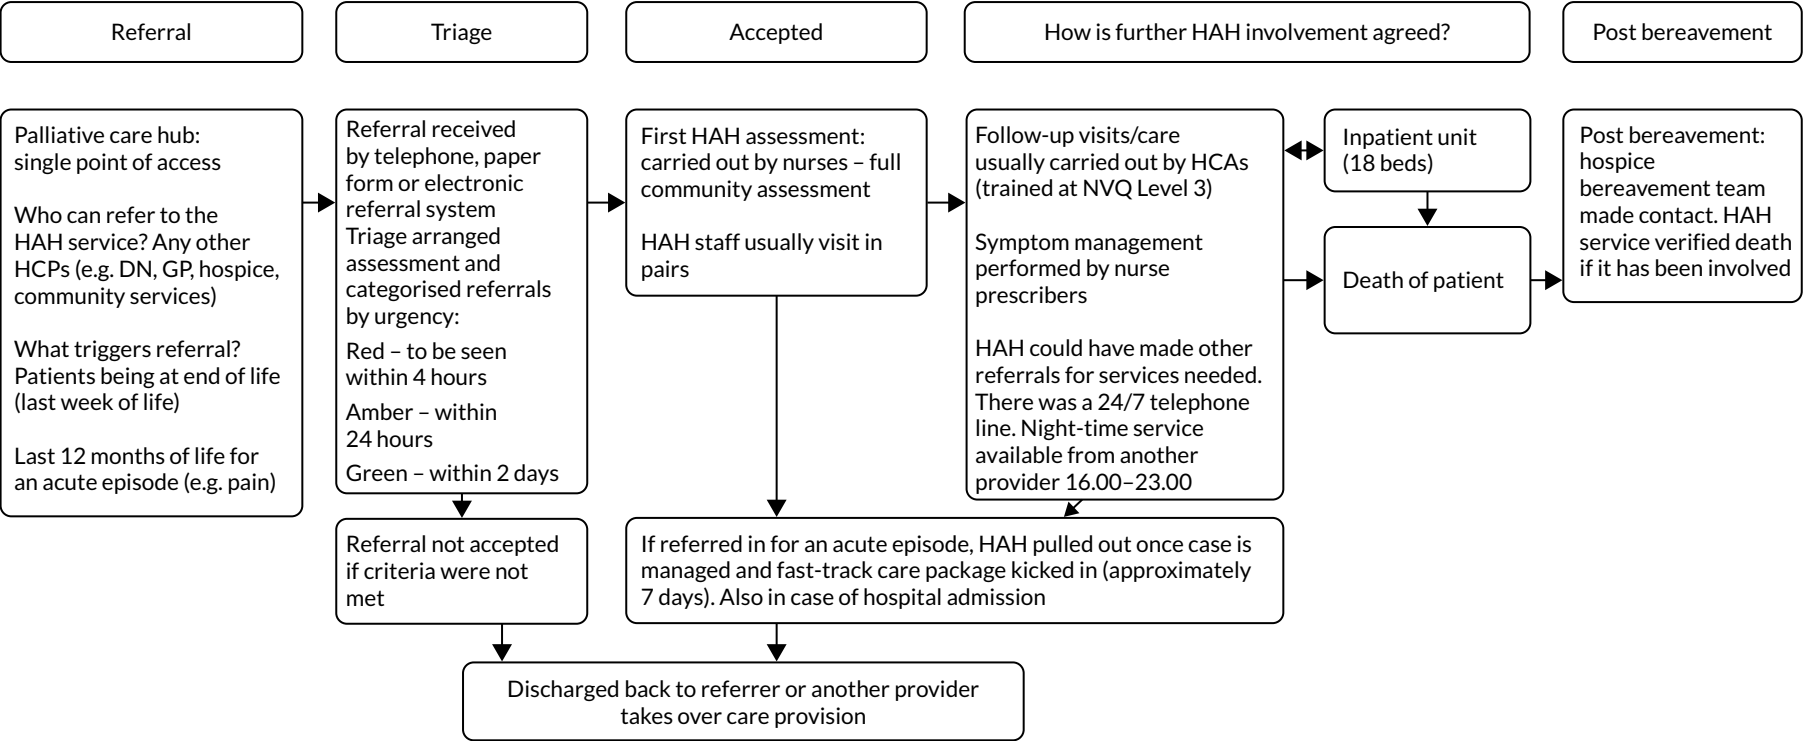 Referral
Triage
Accepted
How is further HAH involvement agreed?
Post bereavement
Palliative care hub:
single point of access
Who can refer to the
HAH service? Any other
HCPs (e.g. DN, GP, hospice,
community services)
What triggers referral?
Patients being at end of life
(last week of life)
Last 12 months of life for
an acute episode (e.g. pain)
Referral received
by telephone, paper
form or electronic
referral system
Triage arranged
assessment and
categorised referrals
by urgency:
Red – to be seen
within 4 hours
Amber – within
24 hours
Green – within 2 days
First HAH assessment:
carried out by nurses – full
community assessment
HAH staff usually visit in
pairs
Follow-up visits/care
usually carried out by HCAs
(trained at NVQ Level 3)
Symptom management
performed by nurse
prescribers
HAH could have made other
referrals for services needed.
There was a 24/7 telephone
line. Night-time service
available from another
provider 16.00–23.00
Inpatient unit
(18 beds)
Death of patient
Post bereavement:
hospice
bereavement team
made contact. HAH
service verified death
if it has been involved
Referral not accepted
if criteria were not
met
If referred in for an acute episode, HAH pulled out once case is
managed and fast-track care package kicked in (approximately
7 days). Also in case of hospital admission
Discharged back to referrer or another provider
takes over care provision